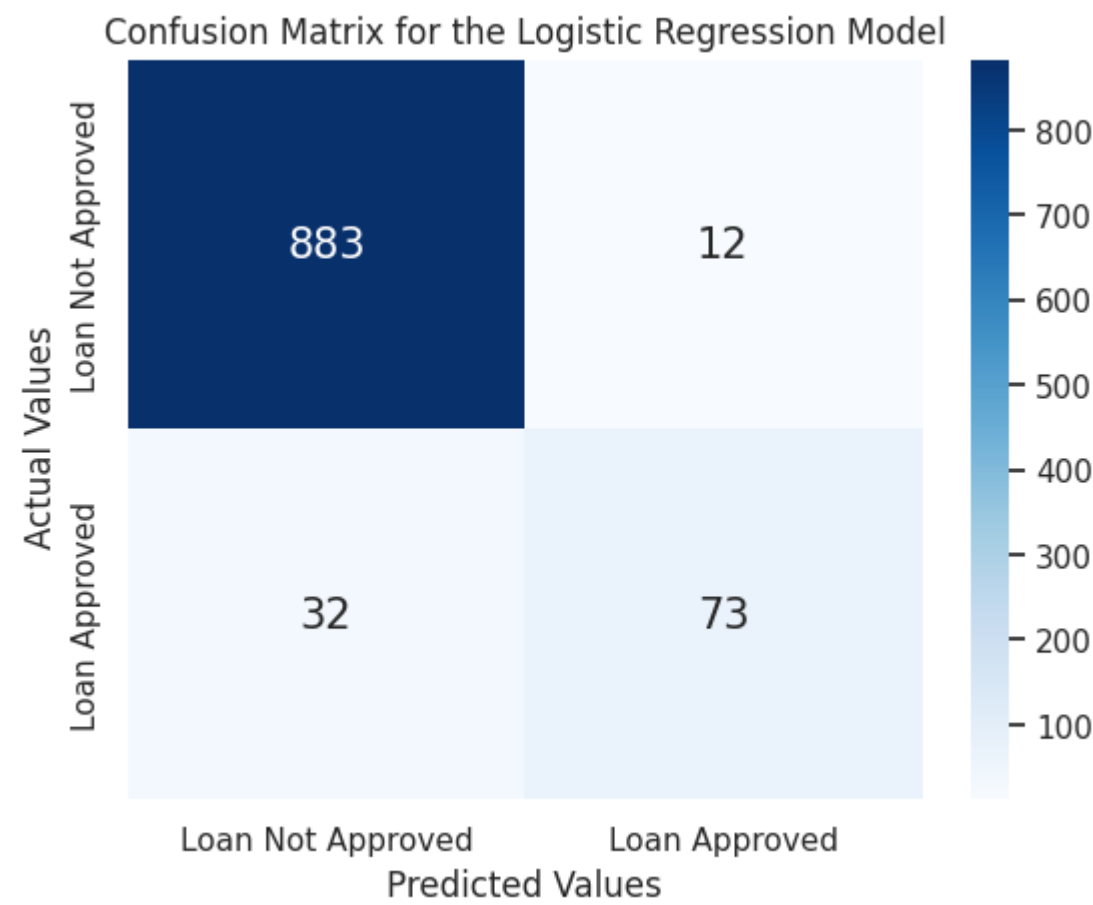 Confusion Matrix for the Logistic Regression Model
Actual Values
Loan Not Approved
883
12
Loan Approved
32
73
Loan Not Approved
Loan Approved
Predicted Values
800
700
600
500
400
300
200
100